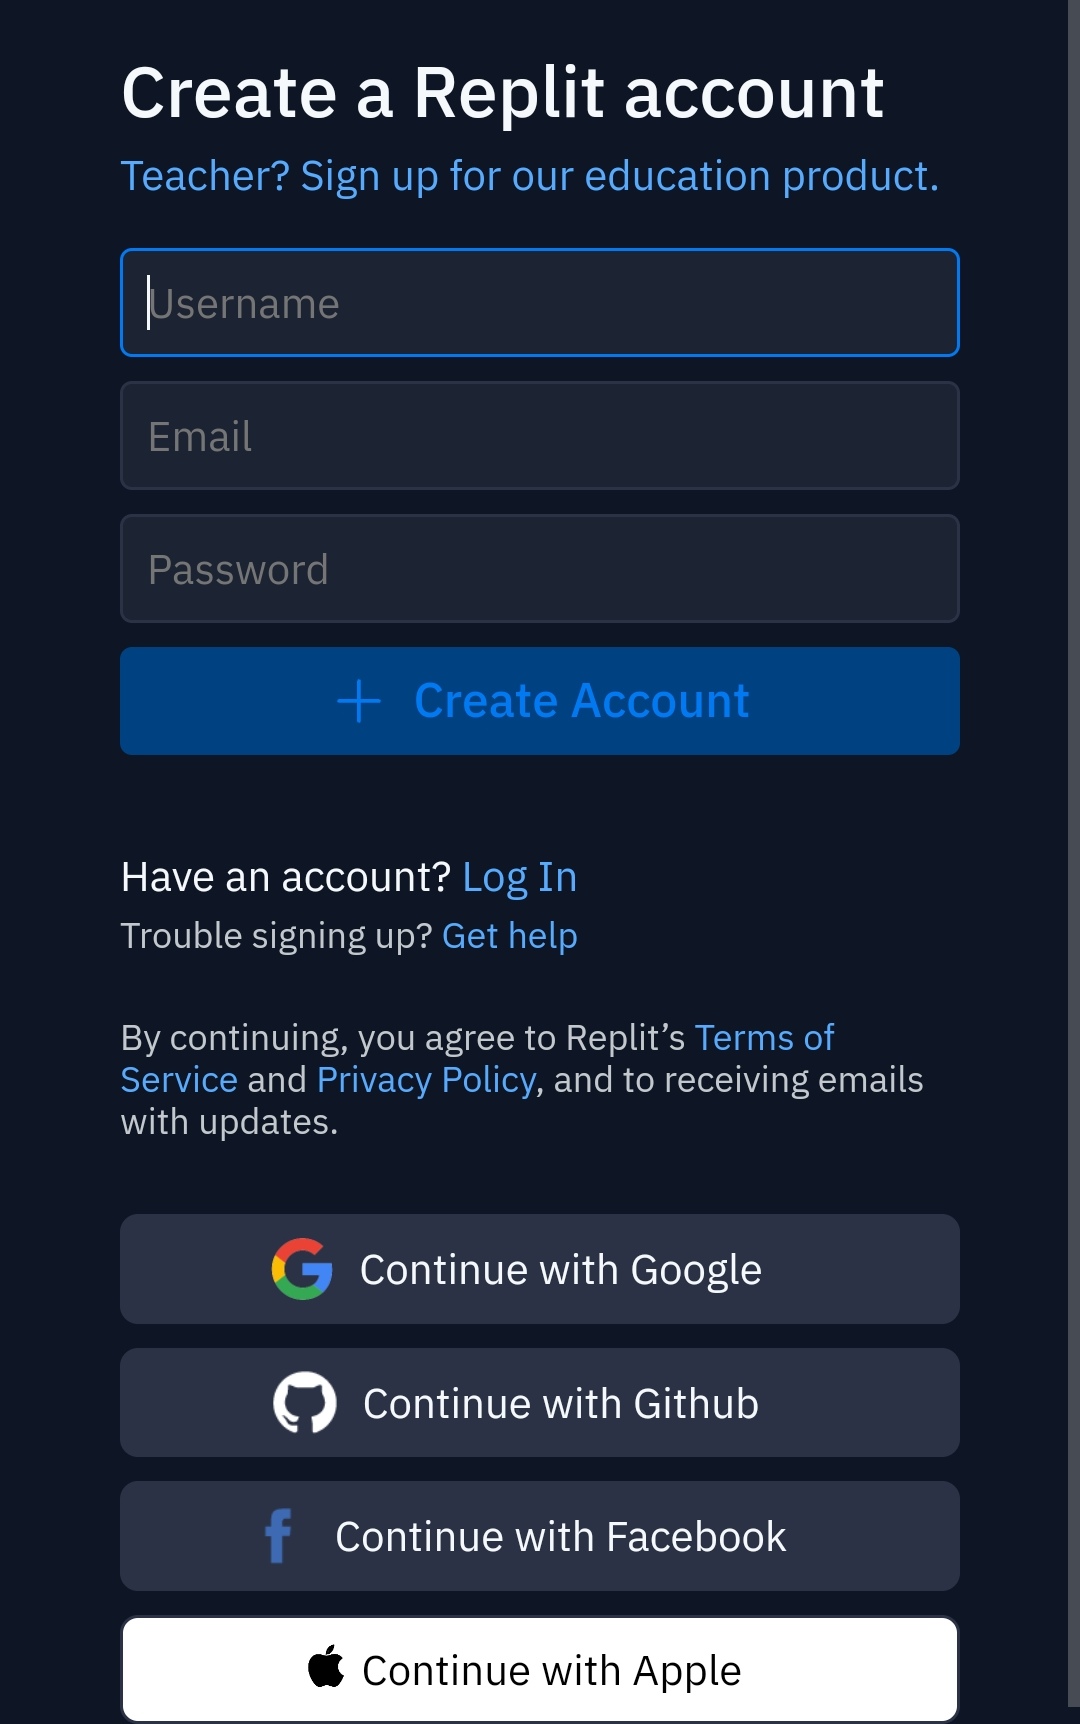 Create a Replit account
Teacher? Sign up for our education product.
Username
Email
Password
Create Account
Have an account? Log In
Trouble signing up? Get help
By continuing, you agree to Replit’s Terms of
Service and Privacy Policy, and to receiving emails
with updates.
Continue with Google
Continue with Github
Continue with Facebook
Continue with Apple